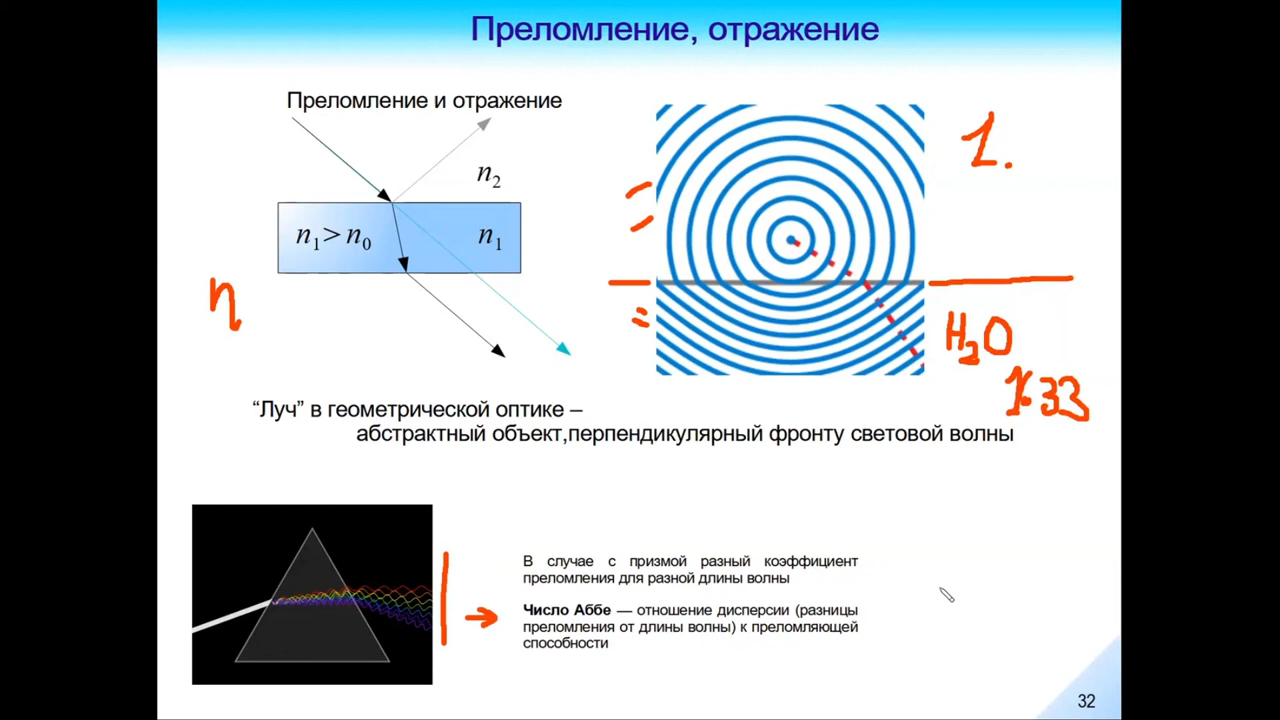 Преломление, отражение
Преломление и отражение
n2
n1> n0
n1
1.
η
H2O
1.33
“Луч” в геометрической оптике –
абстрактный объект,перпендикулярный фронту световой волны
В случае с призмой разный коэффициент
преломления для разной длины волны
Число Аббе — отношение дисперсии (разницы
преломления от длины волны) к преломляющей
способности
32